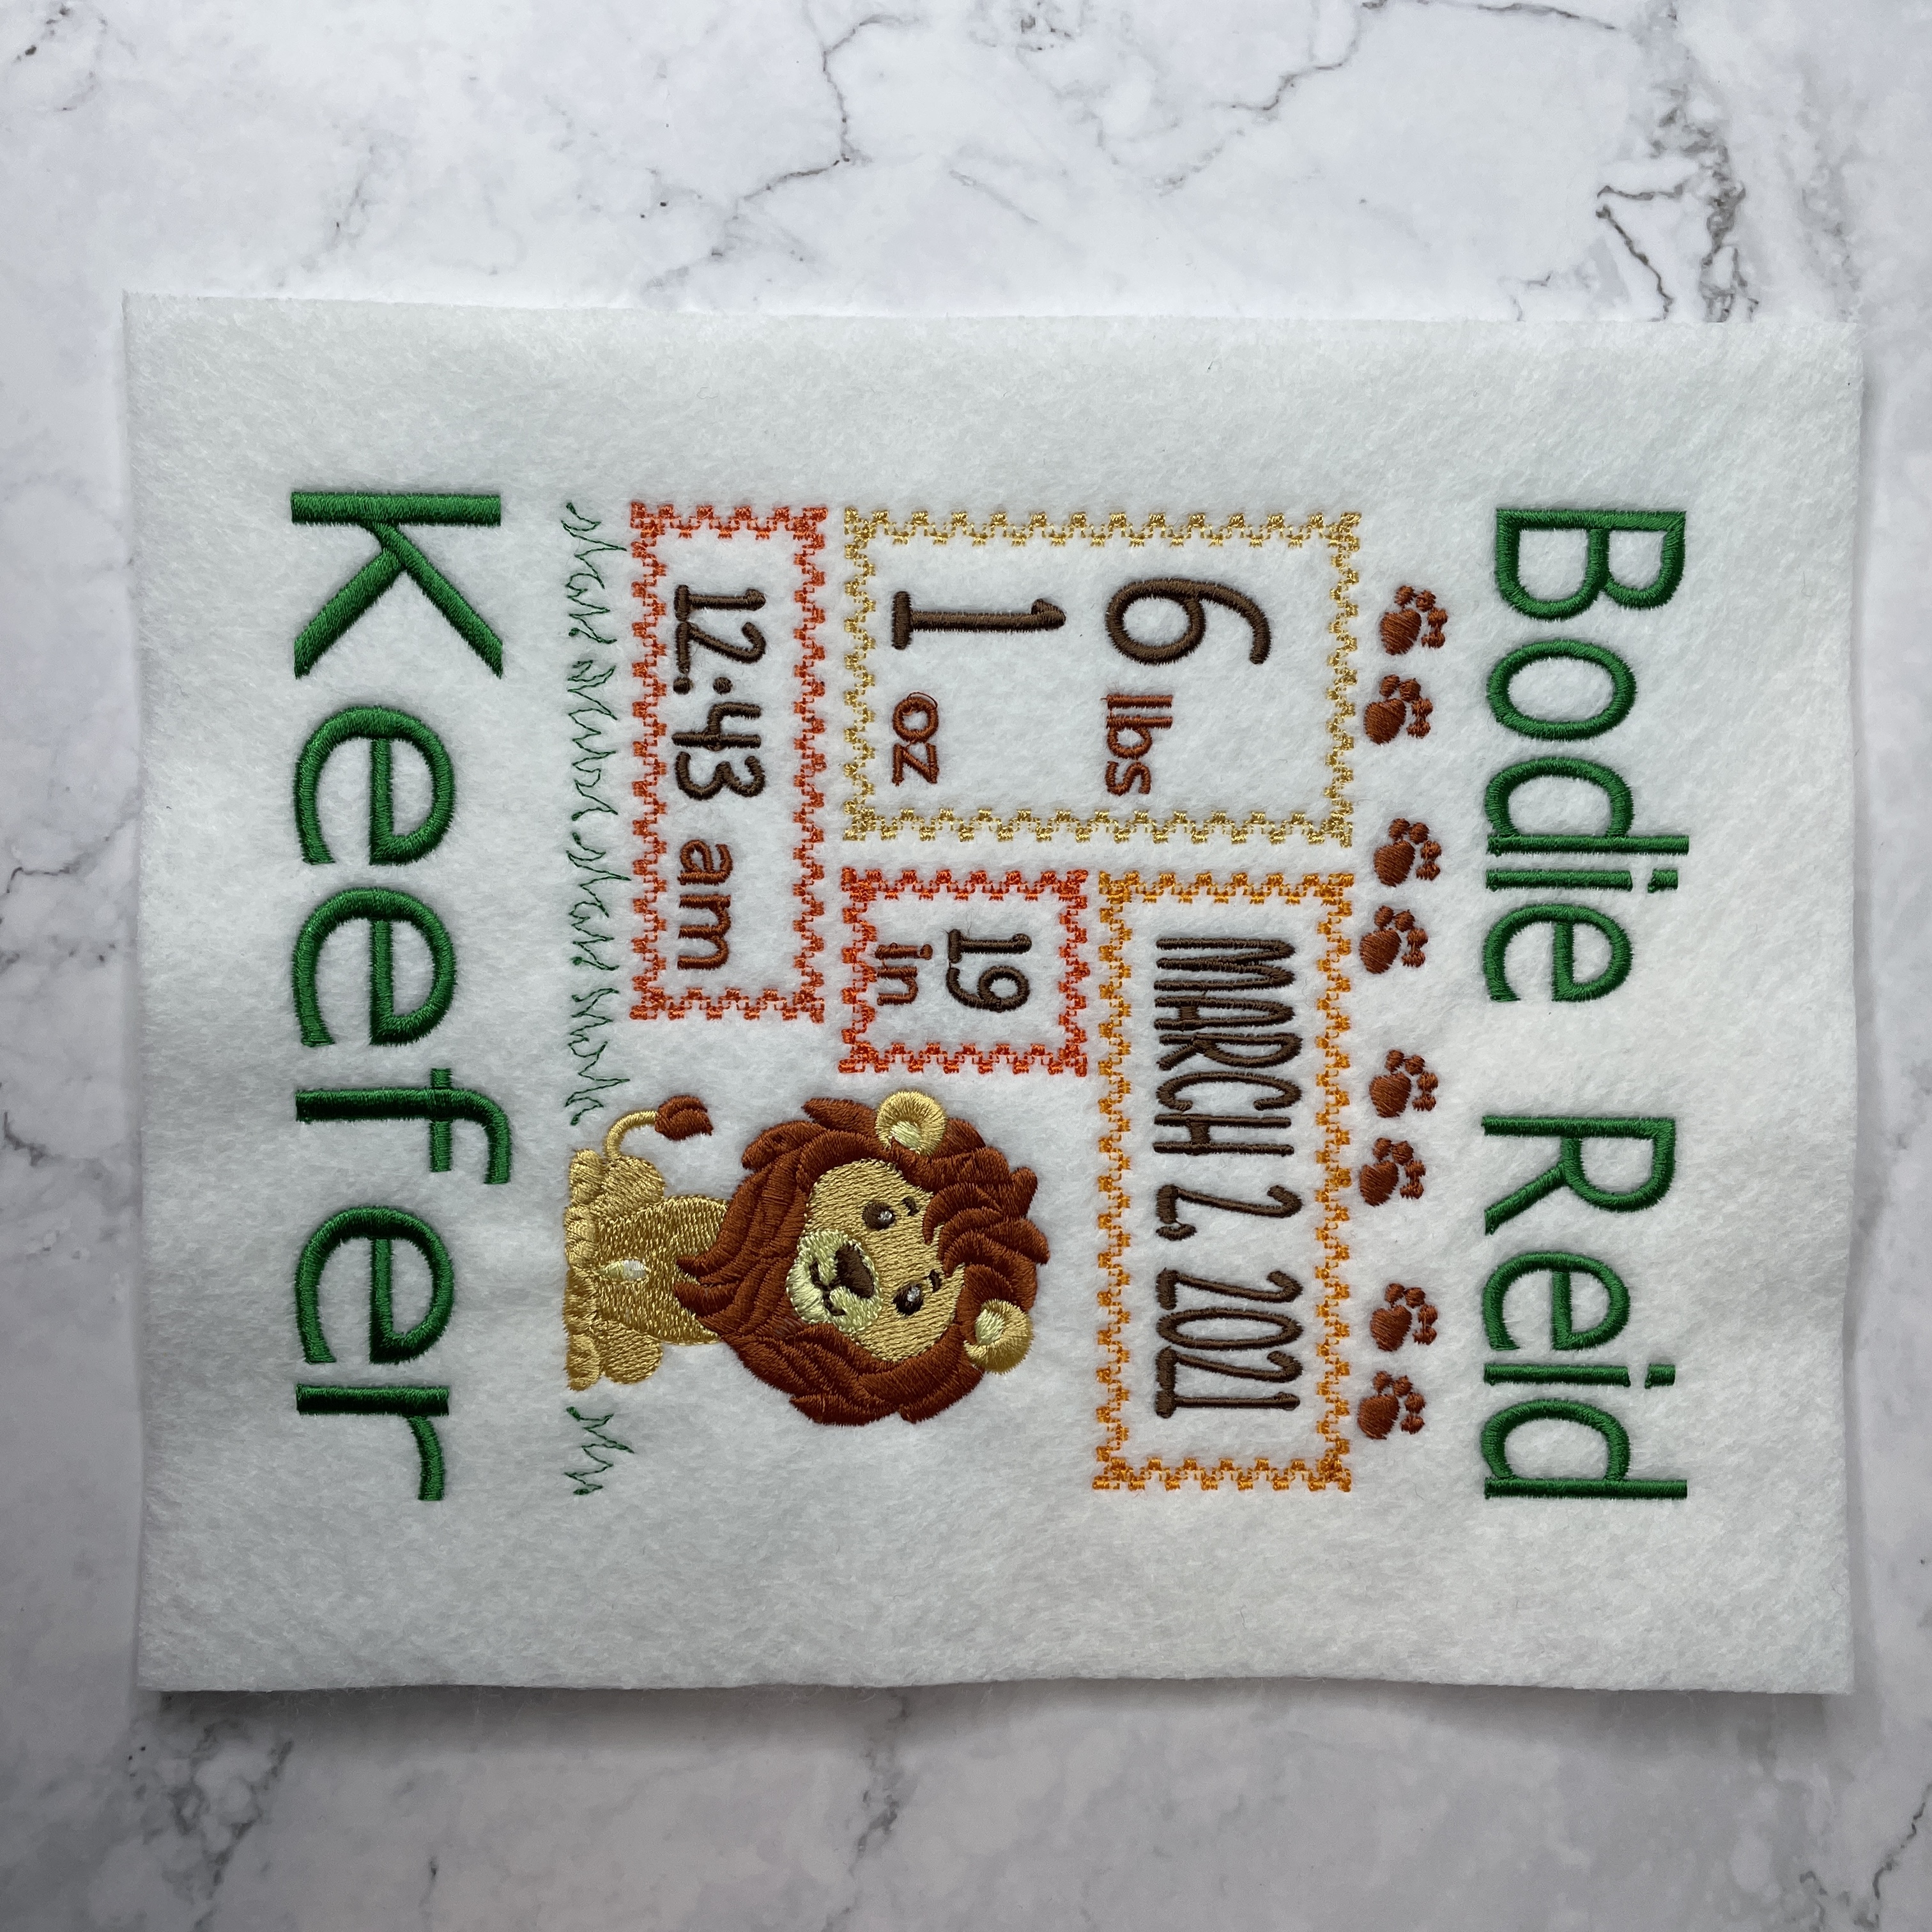 Bodie Reid
6 lbs
1 oz
MARCH 2, 2021
19
in
12:43 am
Keefer